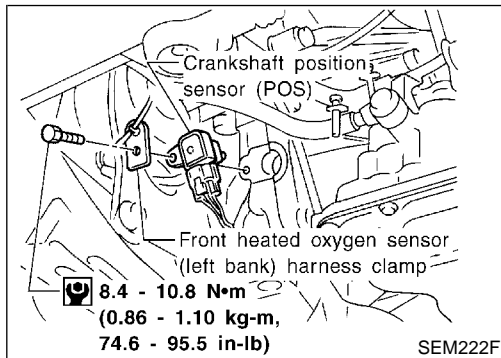 Crankshaft position
sensor (POS)
Front heated oxygen sensor
(left bank) harness clamp
8.4 - 10.8 N•m
(0.86 - 1.10 kg-m,
74.6 - 95.5 in-lb)
SEM222F